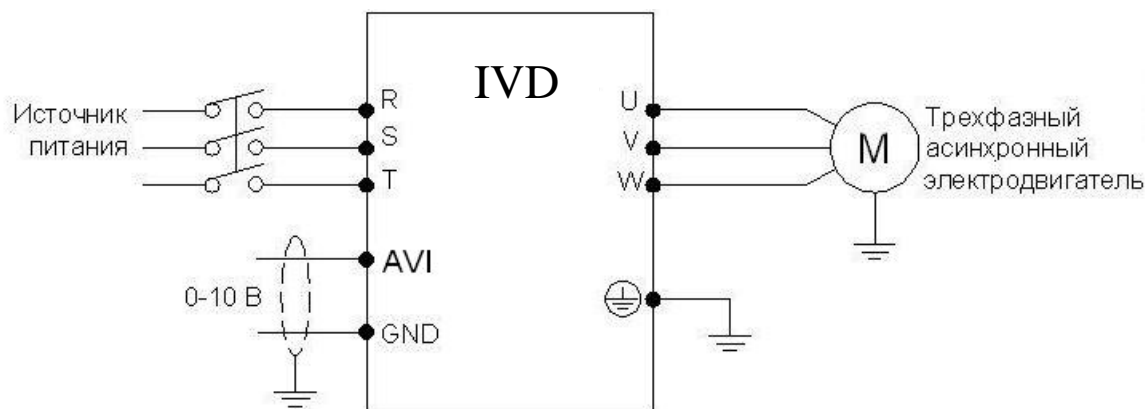 IVD
Источник
питания
R
S
T
AVI
0-10 В
GND
U
V
W
M
Трехфазный
асинхронный
электродвигатель